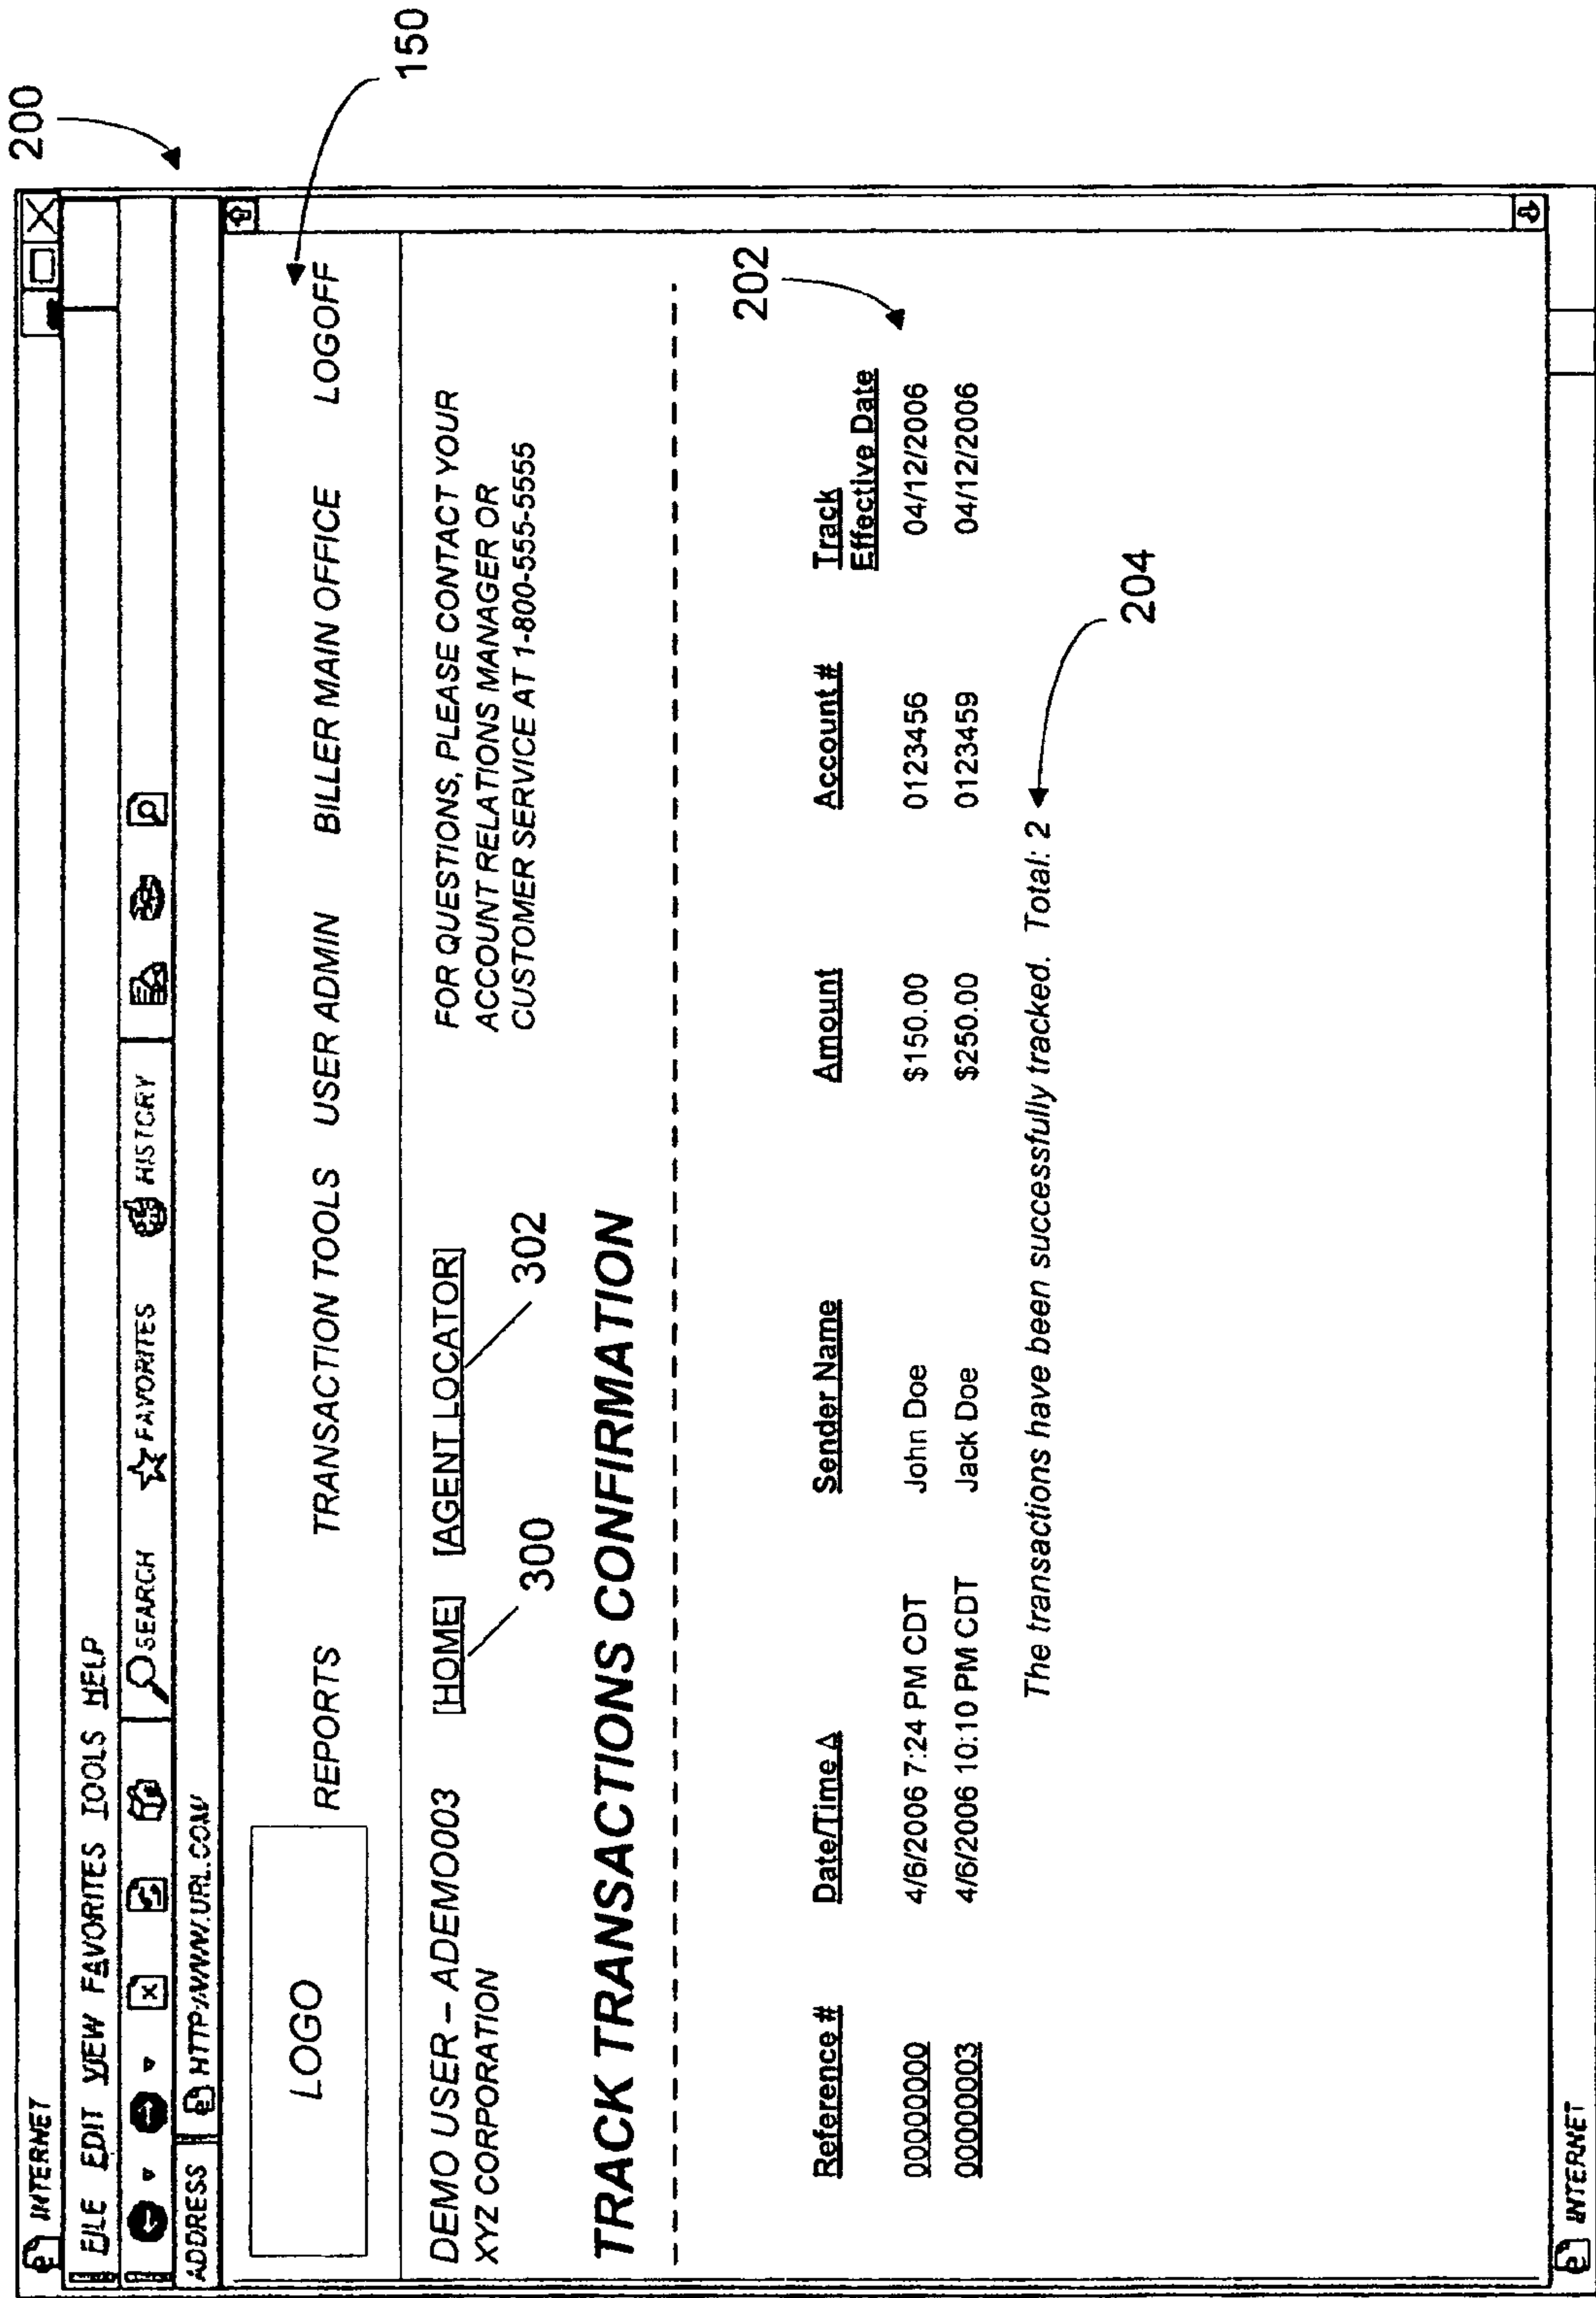 200
150
INTERNET
FILE EDIT VIEW FAVORITES TOOLS HELP
SEARCH FAVORITES HISTORY
ADDRESS HTTP://WWW.URL.COM/
LOGO REPORTS TRANSACTION TOOLS USER ADMIN BILLER MAIN OFFICE LOGOFF
DEMO USER – ADEMO003 [HOME] [AGENT LOCATOR] FOR QUESTIONS, PLEASE CONTACT YOUR
XYZ CORPORATION ACCOUNT RELATIONS MANAGER OR
300 302 CUSTOMER SERVICE AT 1-800-555-5555
TRACK TRANSACTIONS CONFIRMATION
202
Reference # Date/Time Δ Sender Name Amount Account # Track
Effective Date
00000000 4/6/2006 7:24 PM CDT John Doe $150.00 0123456 04/12/2006
00000003 4/6/2006 10:10 PM CDT Jack Doe $250.00 0123459 04/12/2006
The transactions have been successfully tracked. Total: 2
204
INTERNET